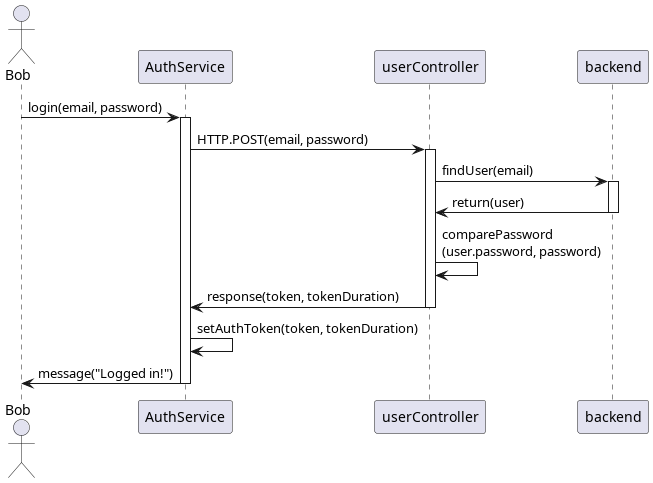 Bob
AuthService
userController
backend
login(email, password)
HTTP.POST(email, password)
findUser(email)
return(user)
comparePassword
(user.password, password)
response(token, tokenDuration)
setAuthToken(token, tokenDuration)
message("Logged in!")
Bob
AuthService
userController
backend